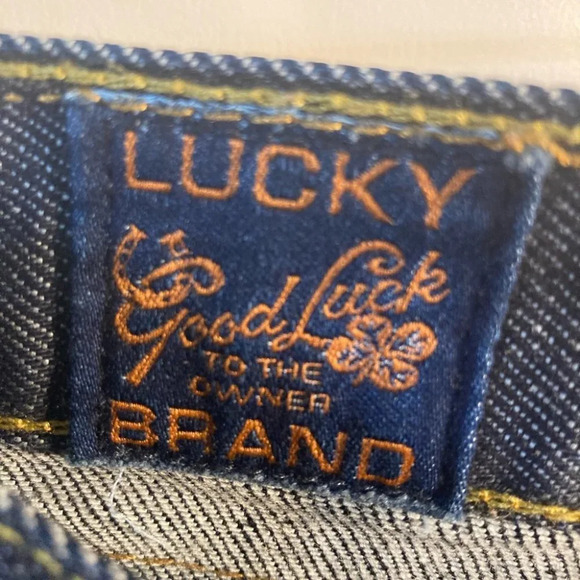 LUCKY
Good Luck
TO THE
OWNER
BRAND